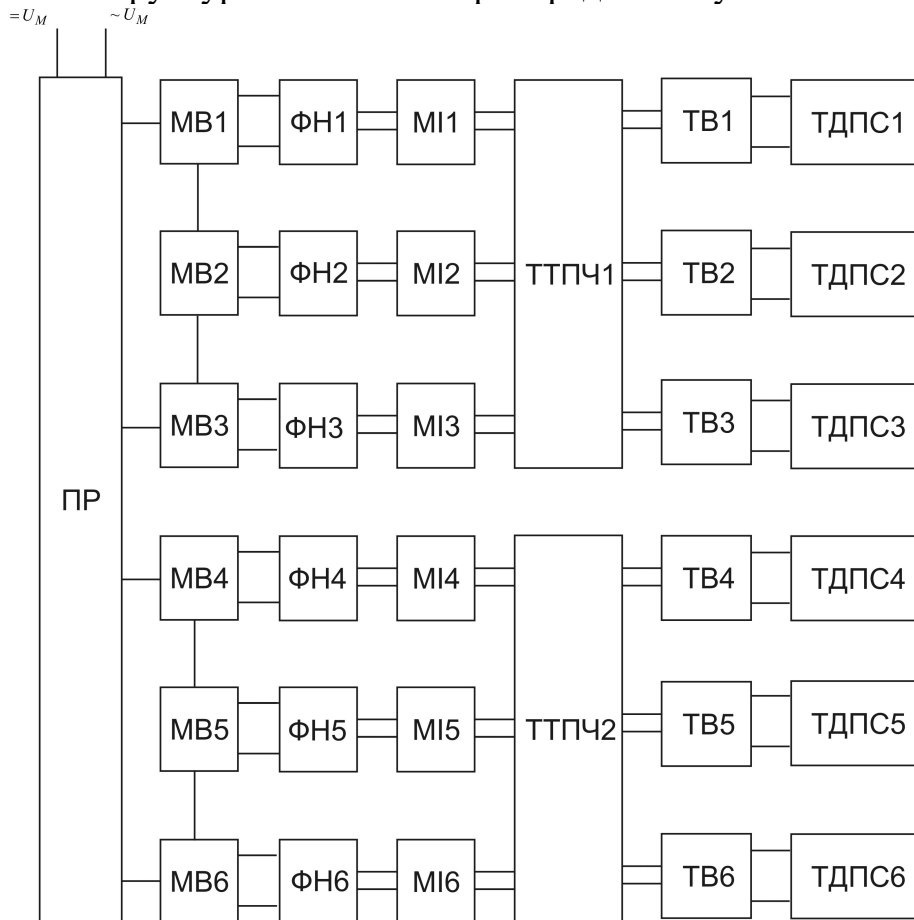 =U_M ~U_M
МВ1 ФН1 МІ1 ТВ1 ТДПС1
МВ2 ФН2 МІ2 ТТПЧ1 ТВ2 ТДПС2
МВ3 ФН3 МІ3 ТВ3 ТДПС3
ПР
МВ4 ФН4 МІ4 ТВ4 ТДПС4
МВ5 ФН5 МІ5 ТТПЧ2 ТВ5 ТДПС5
МВ6 ФН6 МІ6 ТВ6 ТДПС6